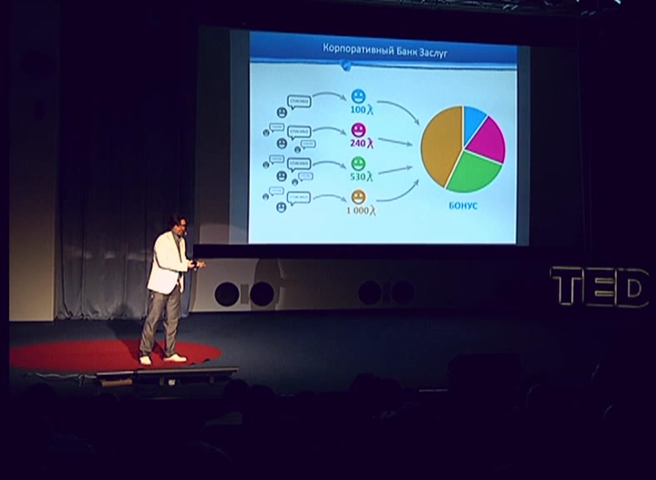 Корпоративный Банк Заслуг
100λ
240λ
530λ
1 000λ
БОНУС
TED